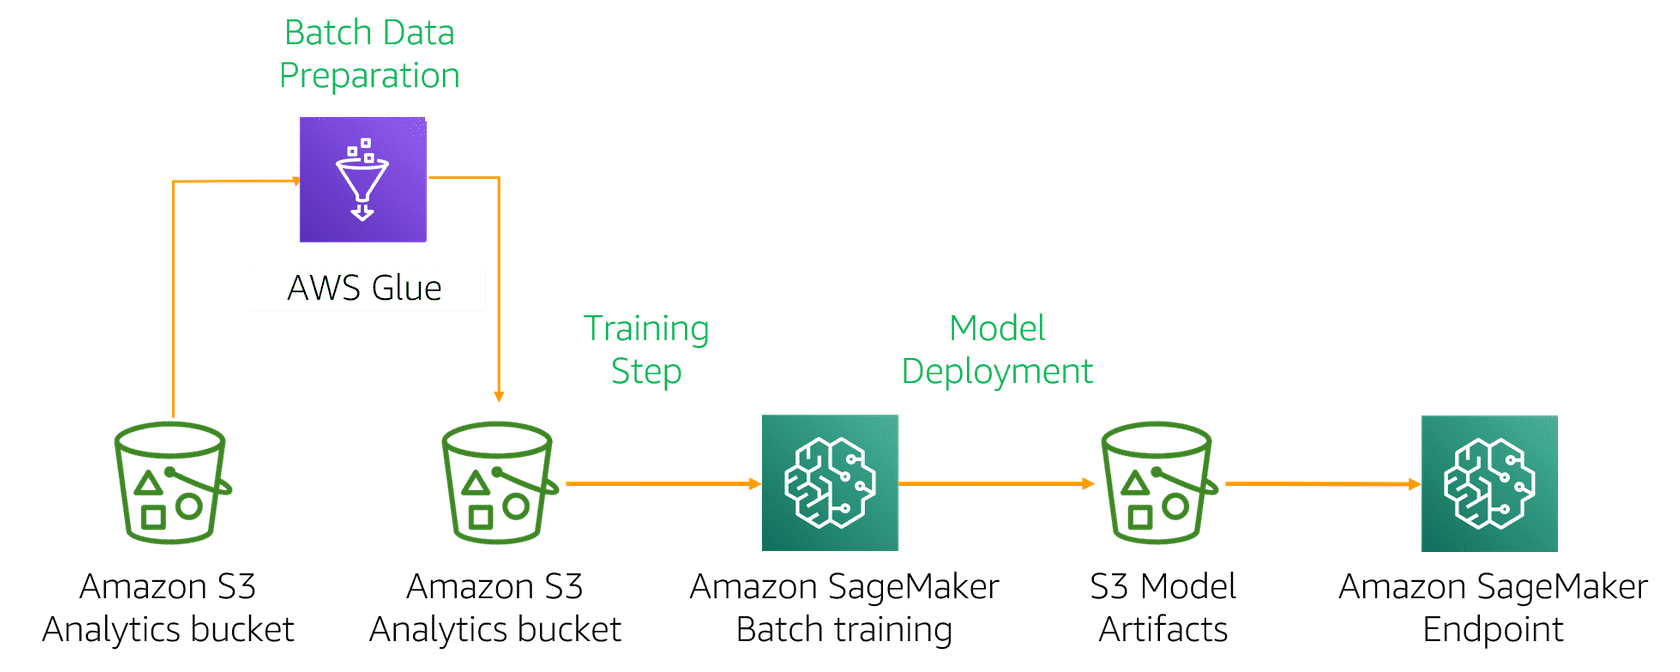 Batch Data
Preparation
AWS Glue
Training
Step
Model
Deployment
Amazon S3
Analytics bucket
Amazon S3
Analytics bucket
Amazon SageMaker
Batch training
S3 Model
Artifacts
Amazon SageMaker
Endpoint